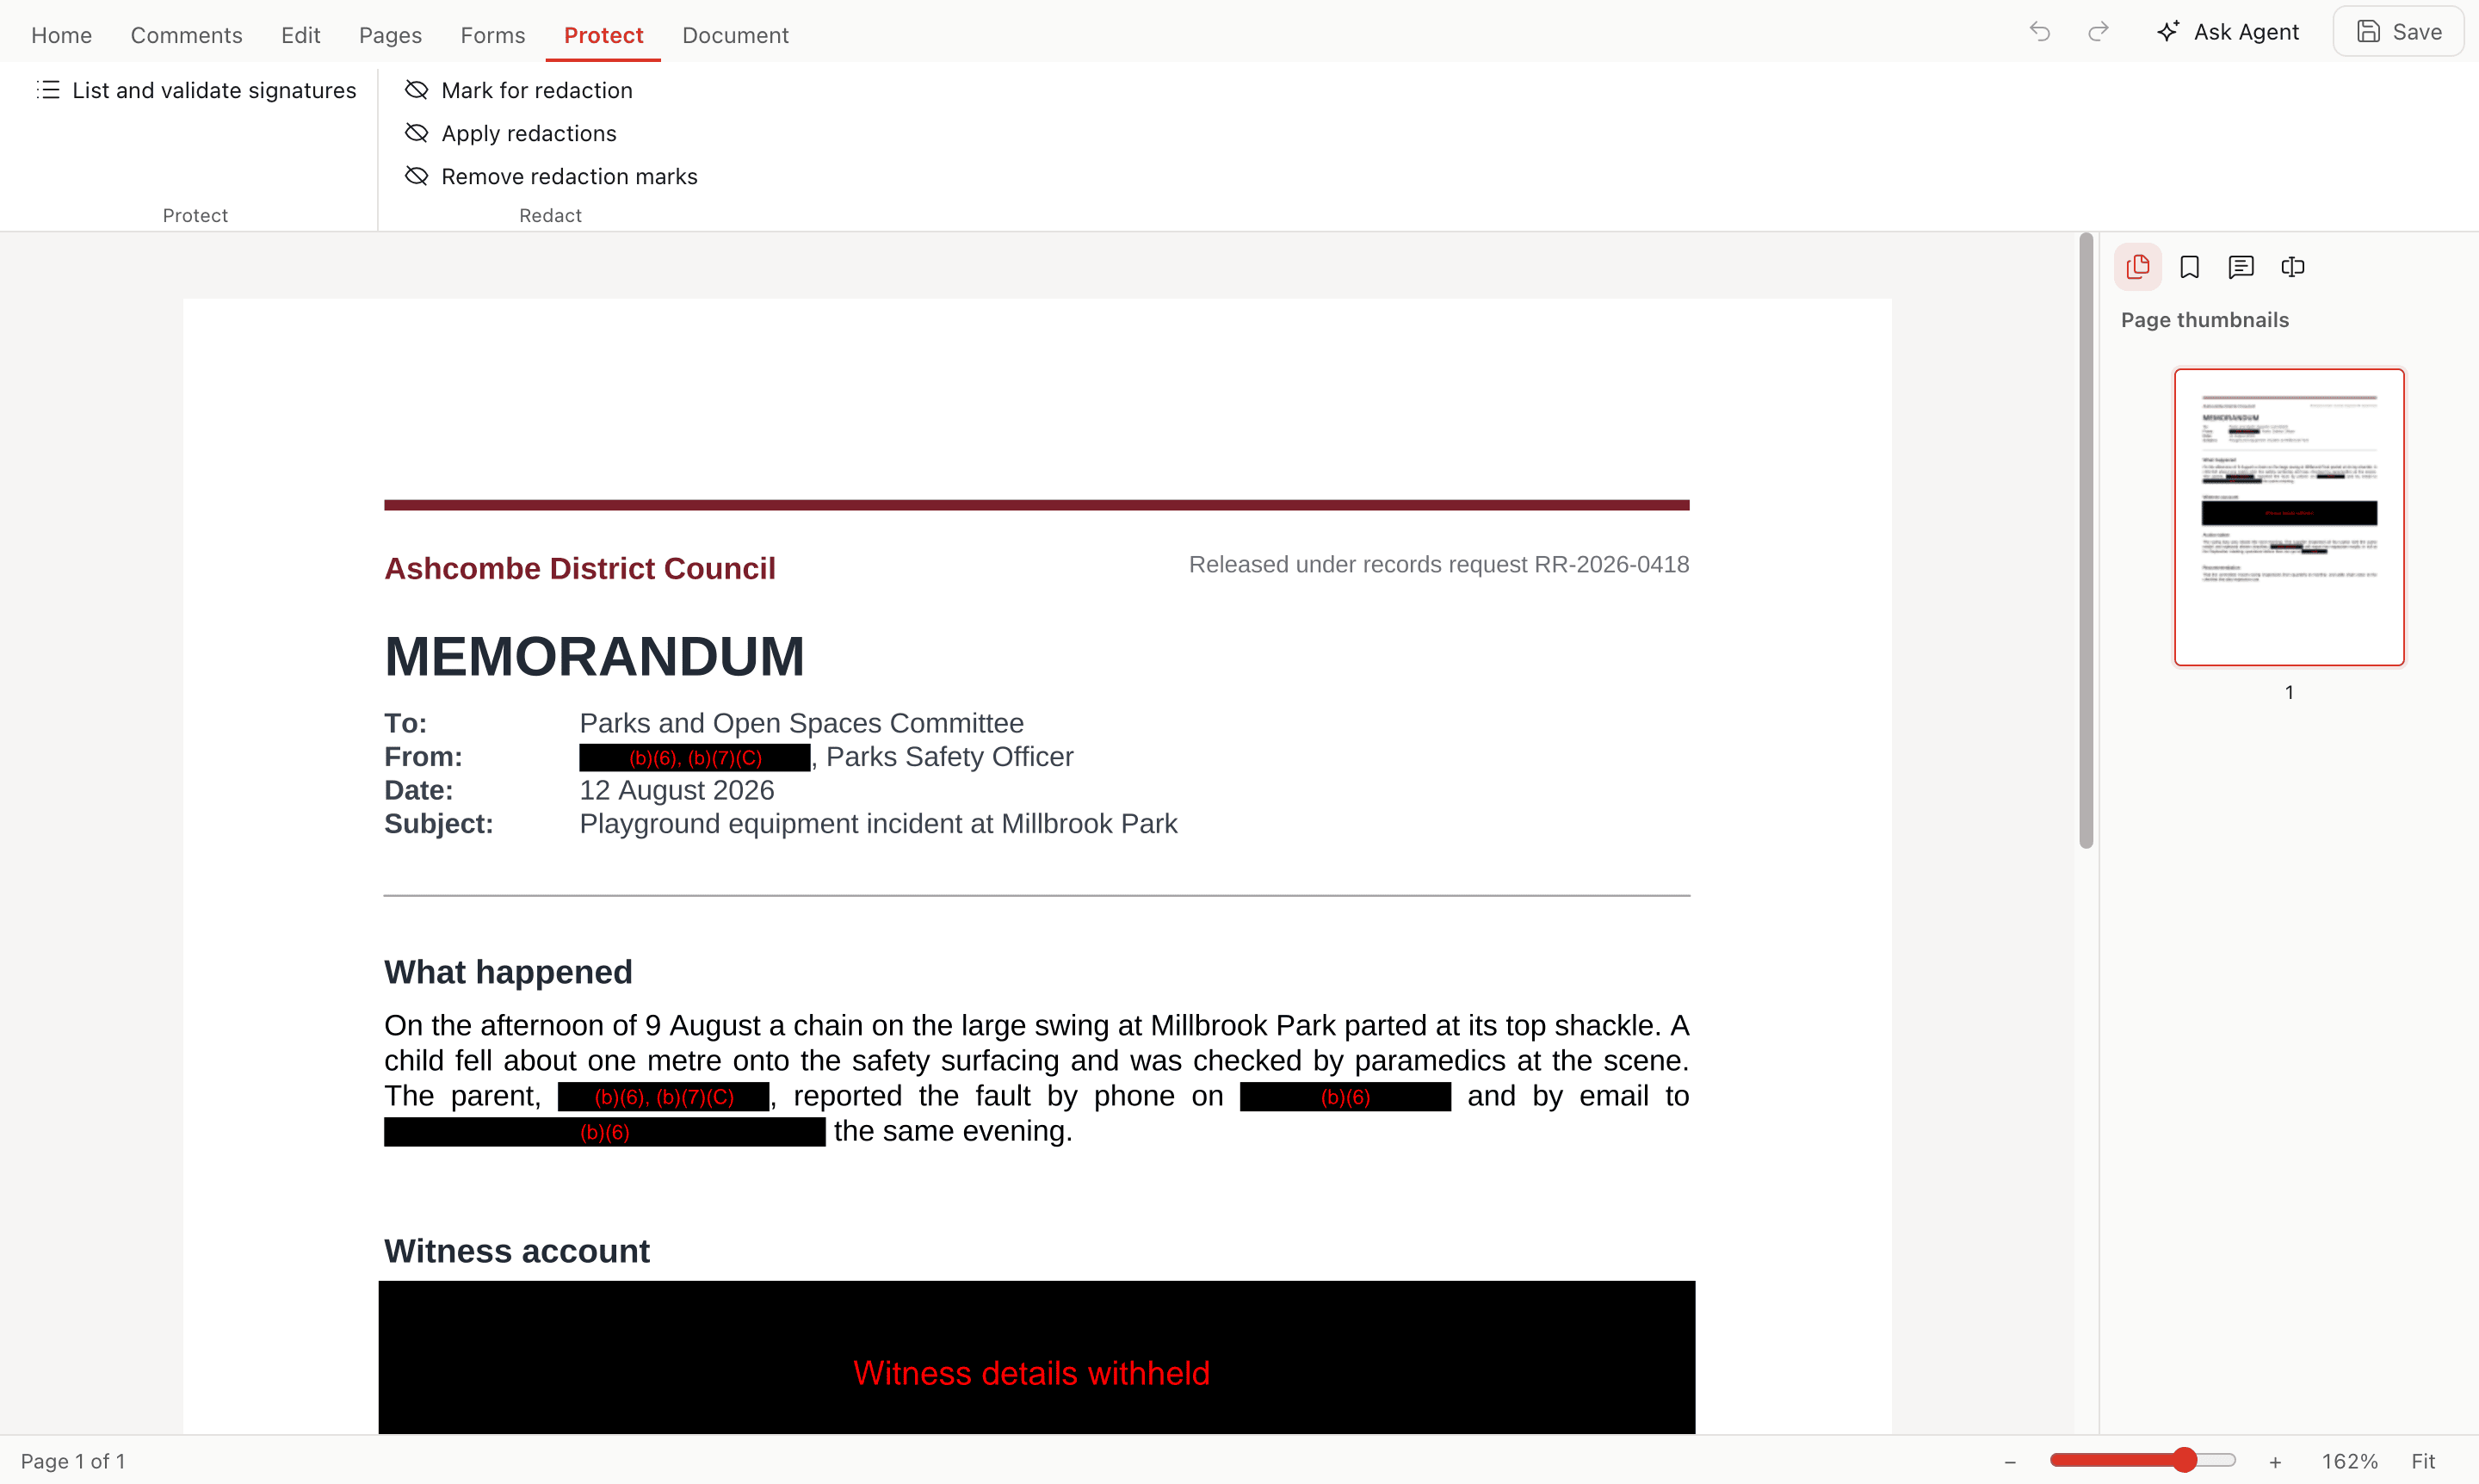 Home Comments Edit Pages Forms Protect Document Ask Agent Save
List and validate signatures
Mark for redaction
Apply redactions
Remove redaction marks
Protect Redact
Page thumbnails
1
Ashcombe District Council Released under records request RR-2026-0418
MEMORANDUM
To: Parks and Open Spaces Committee
From: (b)(6), (b)(7)(C), Parks Safety Officer
Date: 12 August 2026
Subject: Playground equipment incident at Millbrook Park
What happened
On the afternoon of 9 August a chain on the large swing at Millbrook Park parted at its top shackle. A
child fell about one metre onto the safety surfacing and was checked by paramedics at the scene.
The parent, (b)(6), (b)(7)(C), reported the fault by phone on (b)(6) and by email to
(b)(6) the same evening.
Witness account
Witness details withheld
Page 1 of 1 − + 162% Fit